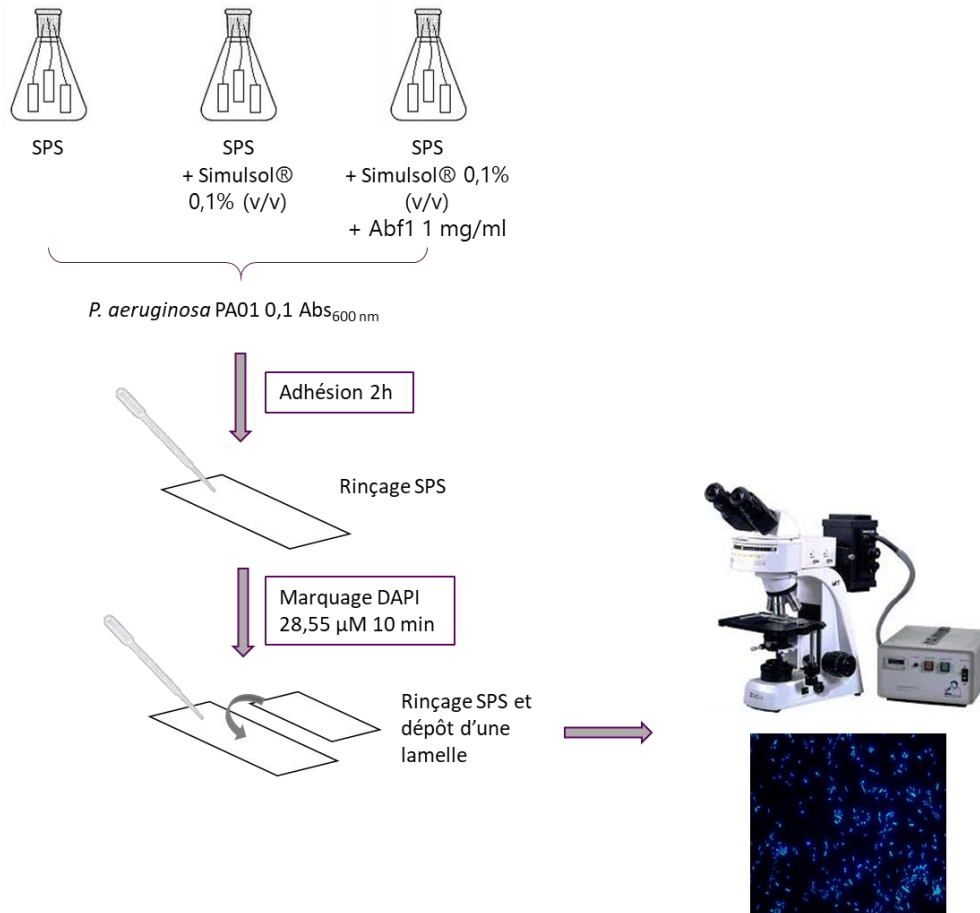 SPS
SPS
+ Simulsol®
0,1% (v/v)
SPS
+ Simulsol® 0,1%
(v/v)
+ Abf1 1 mg/ml
P. aeruginosa PA01 0,1 Abs600 nm
Adhésion 2h
Rinçage SPS
Marquage DAPI
28,55 µM 10 min
Rinçage SPS et
dépôt d’une
lamelle